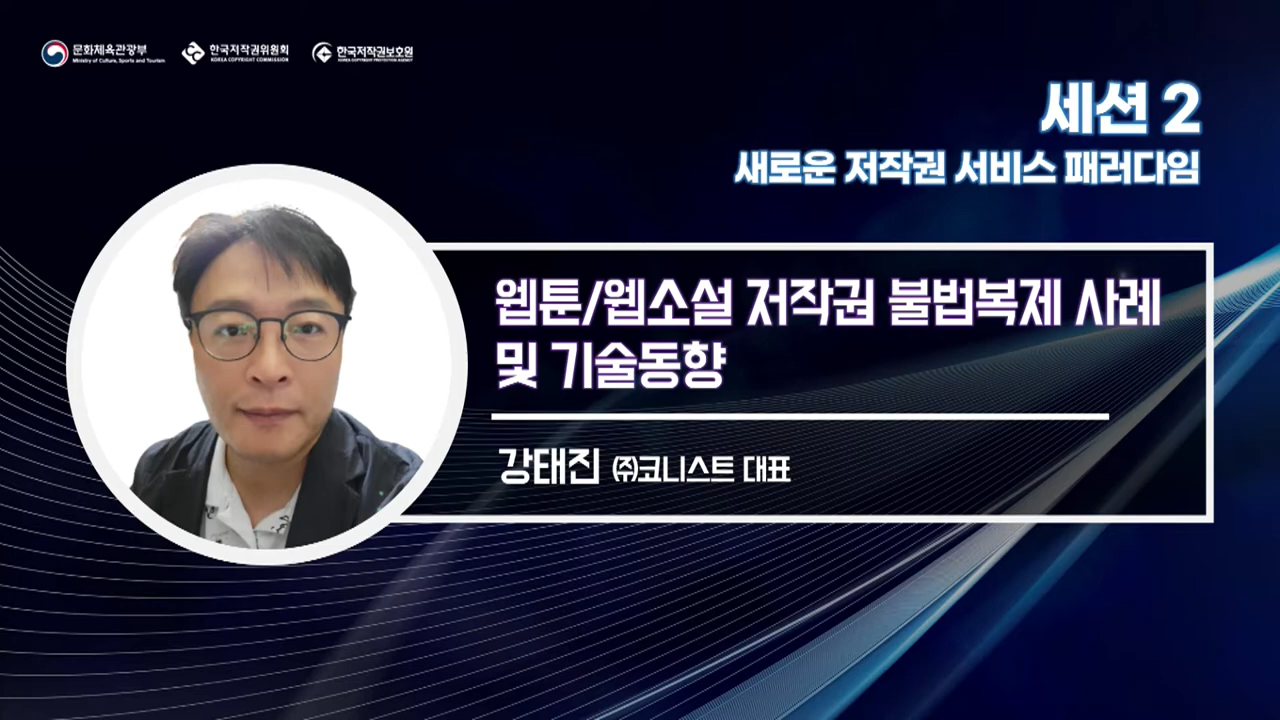 문화체육관광부
Ministry of Culture, Sports and Tourism
한국저작권위원회
KOREA COPYRIGHT COMMISSION
한국저작권보호원
KOREA COPYRIGHT PROTECTION AGENCY
세션 2
새로운 저작권 서비스 패러다임
웹툰/웹소설 저작권 불법복제 사례
및 기술동향
강태진 ㈜코니스트 대표